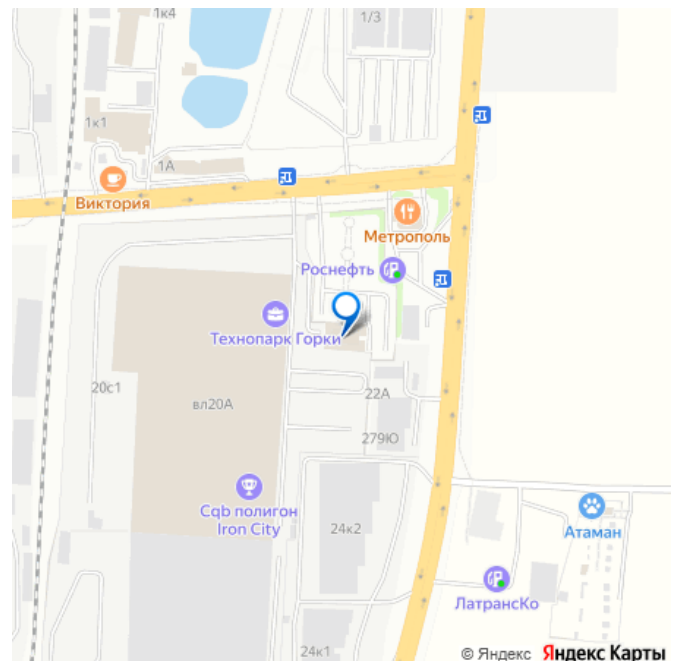 1к4
1/3
1к1
1А
Виктория
Метрополь
Роснефть
Технопарк Горки
20с1
вл20А
22А
279Ю
Cqb полигон
Iron City
24к2
Атаман
ЛатрансКо
24к1
© Яндекс Яндекс Карты